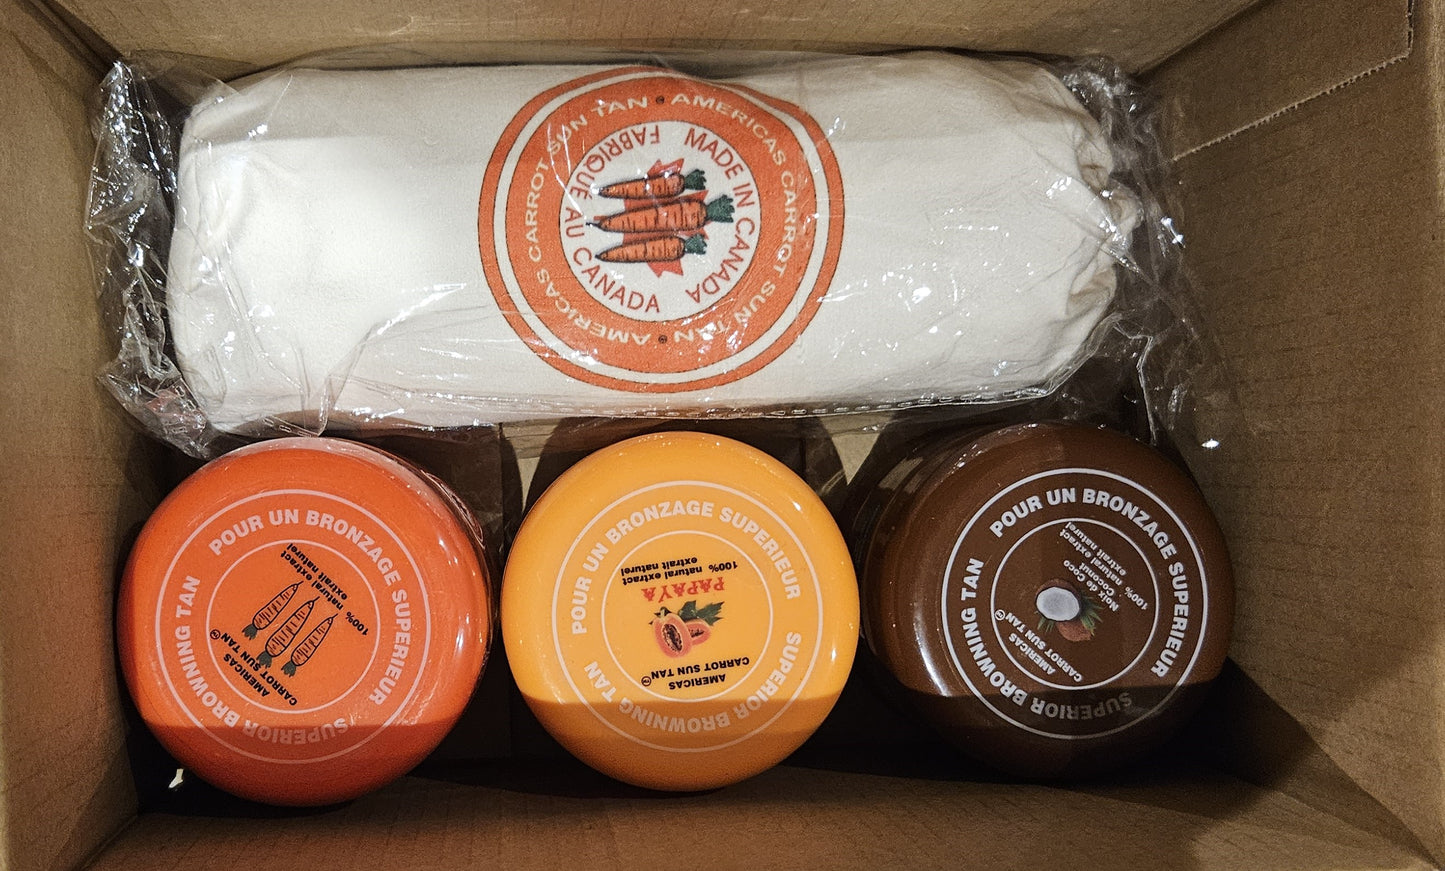 AMERICAS CARROT SUN TAN • AMERICAS CARROT SUN TAN •
MADE IN CANADA
FABRIQUÉ AU CANADA
POUR UN BRONZAGE SUPERIEUR
SUPERIOR BROWNING TAN
100% natural extract
extrait naturel
AMERICAS
CARROT SUN TAN®
POUR UN BRONZAGE SUPERIEUR
SUPERIOR BROWNING TAN
AMERICAS
CARROT SUN TAN™
PAPAYA
100% natural extract
extrait naturel
POUR UN BRONZAGE SUPERIEUR
SUPERIOR BROWNING TAN
AMERICAS
CARROT SUN TAN®
Noix de Coco
Coconut
100% natural extract
extrait naturel